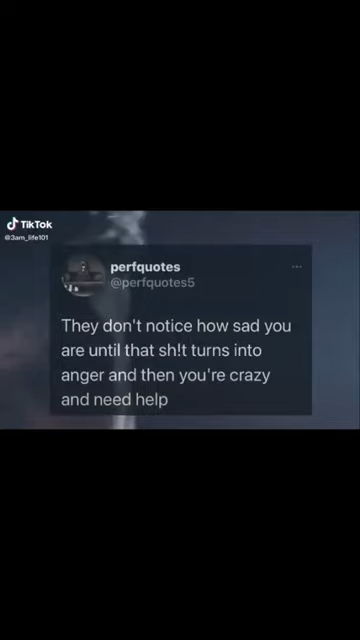 TikTok
@3am_life101
perfquotes
@perfquotes5
They don't notice how sad you
are until that sh!t turns into
anger and then you're crazy
and need help